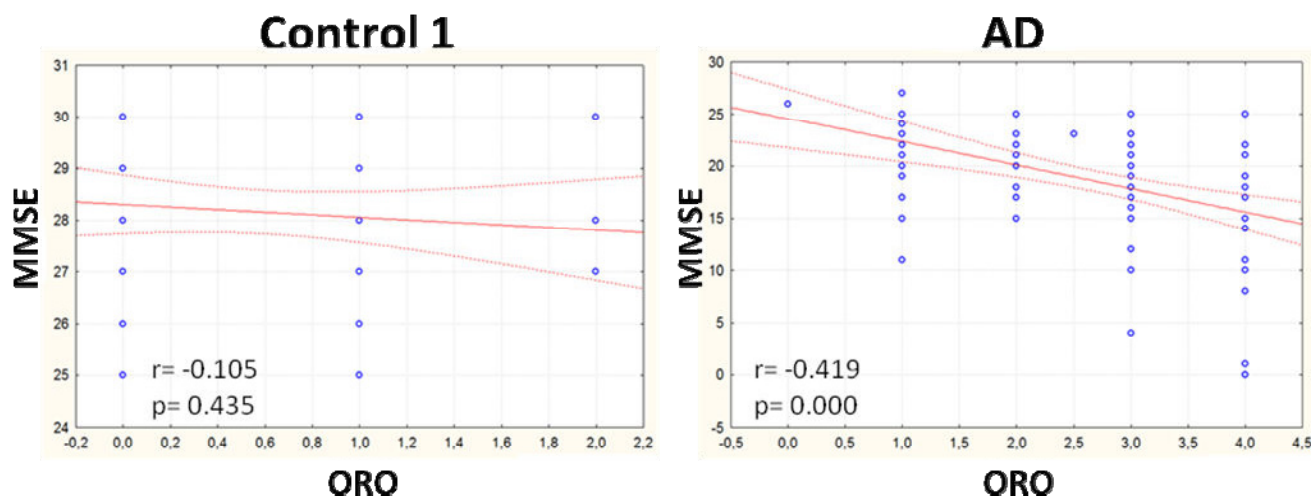 Control 1
31
30
29
28
27
26
25
24
MMSE
r= -0.105
p= 0.435
-0,2 0,0 0,2 0,4 0,6 0,8 1,0 1,2 1,4 1,6 1,8 2,0 2,2
ORO
AD
30
25
20
15
10
5
0
-5
MMSE
r= -0.419
p= 0.000
-0,5 0,0 0,5 1,0 1,5 2,0 2,5 3,0 3,5 4,0 4,5
ORO